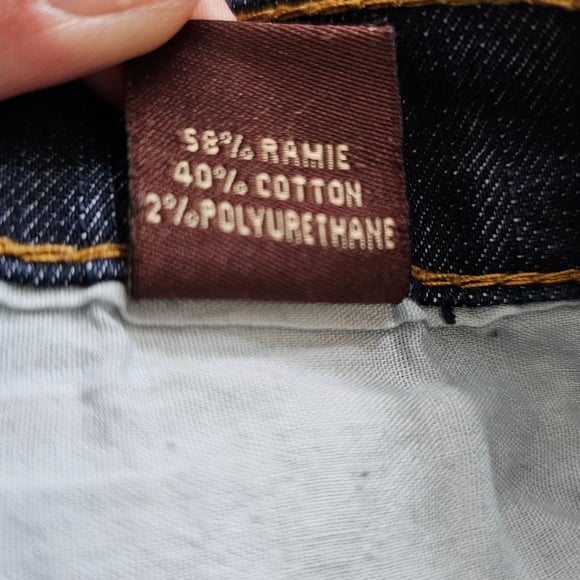 58% RAMIE
40% COTTON
2% POLYURETHANE